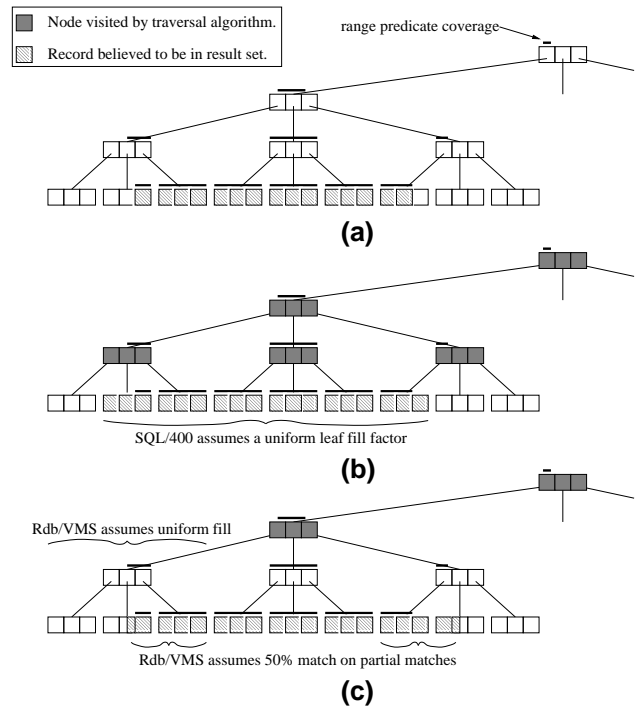 Node visited by traversal algorithm.
Record believed to be in result set.
range predicate coverage
(a)
SQL/400 assumes a uniform leaf fill factor
(b)
Rdb/VMS assumes uniform fill
Rdb/VMS assumes 50% match on partial matches
(c)